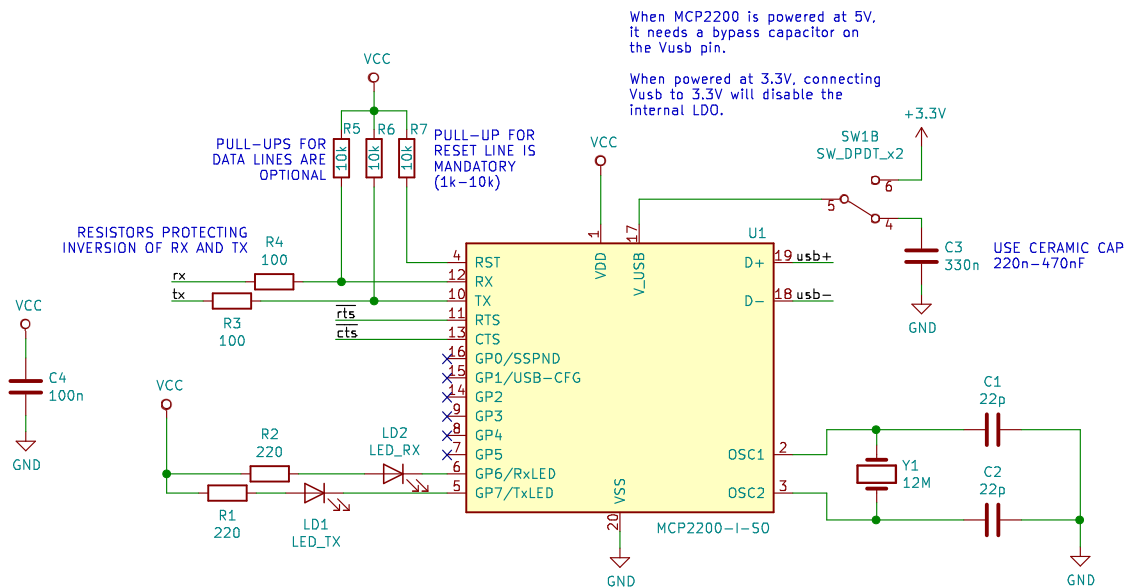 When MCP2200 is powered at 5V,
it needs a bypass capacitor on
the Vusb pin.
When powered at 3.3V, connecting
Vusb to 3.3V will disable the
internal LDO.
VCC
R5
10k
R6
10k
R7
10k
PULL-UPS FOR
DATA LINES ARE
OPTIONAL
PULL-UP FOR
RESET LINE IS
MANDATORY
(1k-10k)
+3.3V
SW1B
SW_DPDT_x2
6
5
4
VCC
RESISTORS PROTECTING
INVERSION OF RX AND TX
R4
100
rx
tx
R3
100
rts
cts
C3
330n
USE CERAMIC CAP
220n-470nF
GND
VCC
C4
100n
GND
U1
1
VDD
17
V_USB
4
RST
12
RX
10
TX
11
RTS
13
CTS
16
GP0/SSPND
15
GP1/USB-CFG
14
GP2
9
GP3
8
GP4
7
GP5
6
GP6/RxLED
5
GP7/TxLED
D+
19
usb+
D-
18
usb-
OSC1
2
OSC2
3
VSS
20
MCP2200-I-SO
GND
VCC
R2
220
LD2
LED_RX
R1
220
LD1
LED_TX
C1
22p
Y1
12M
C2
22p
GND